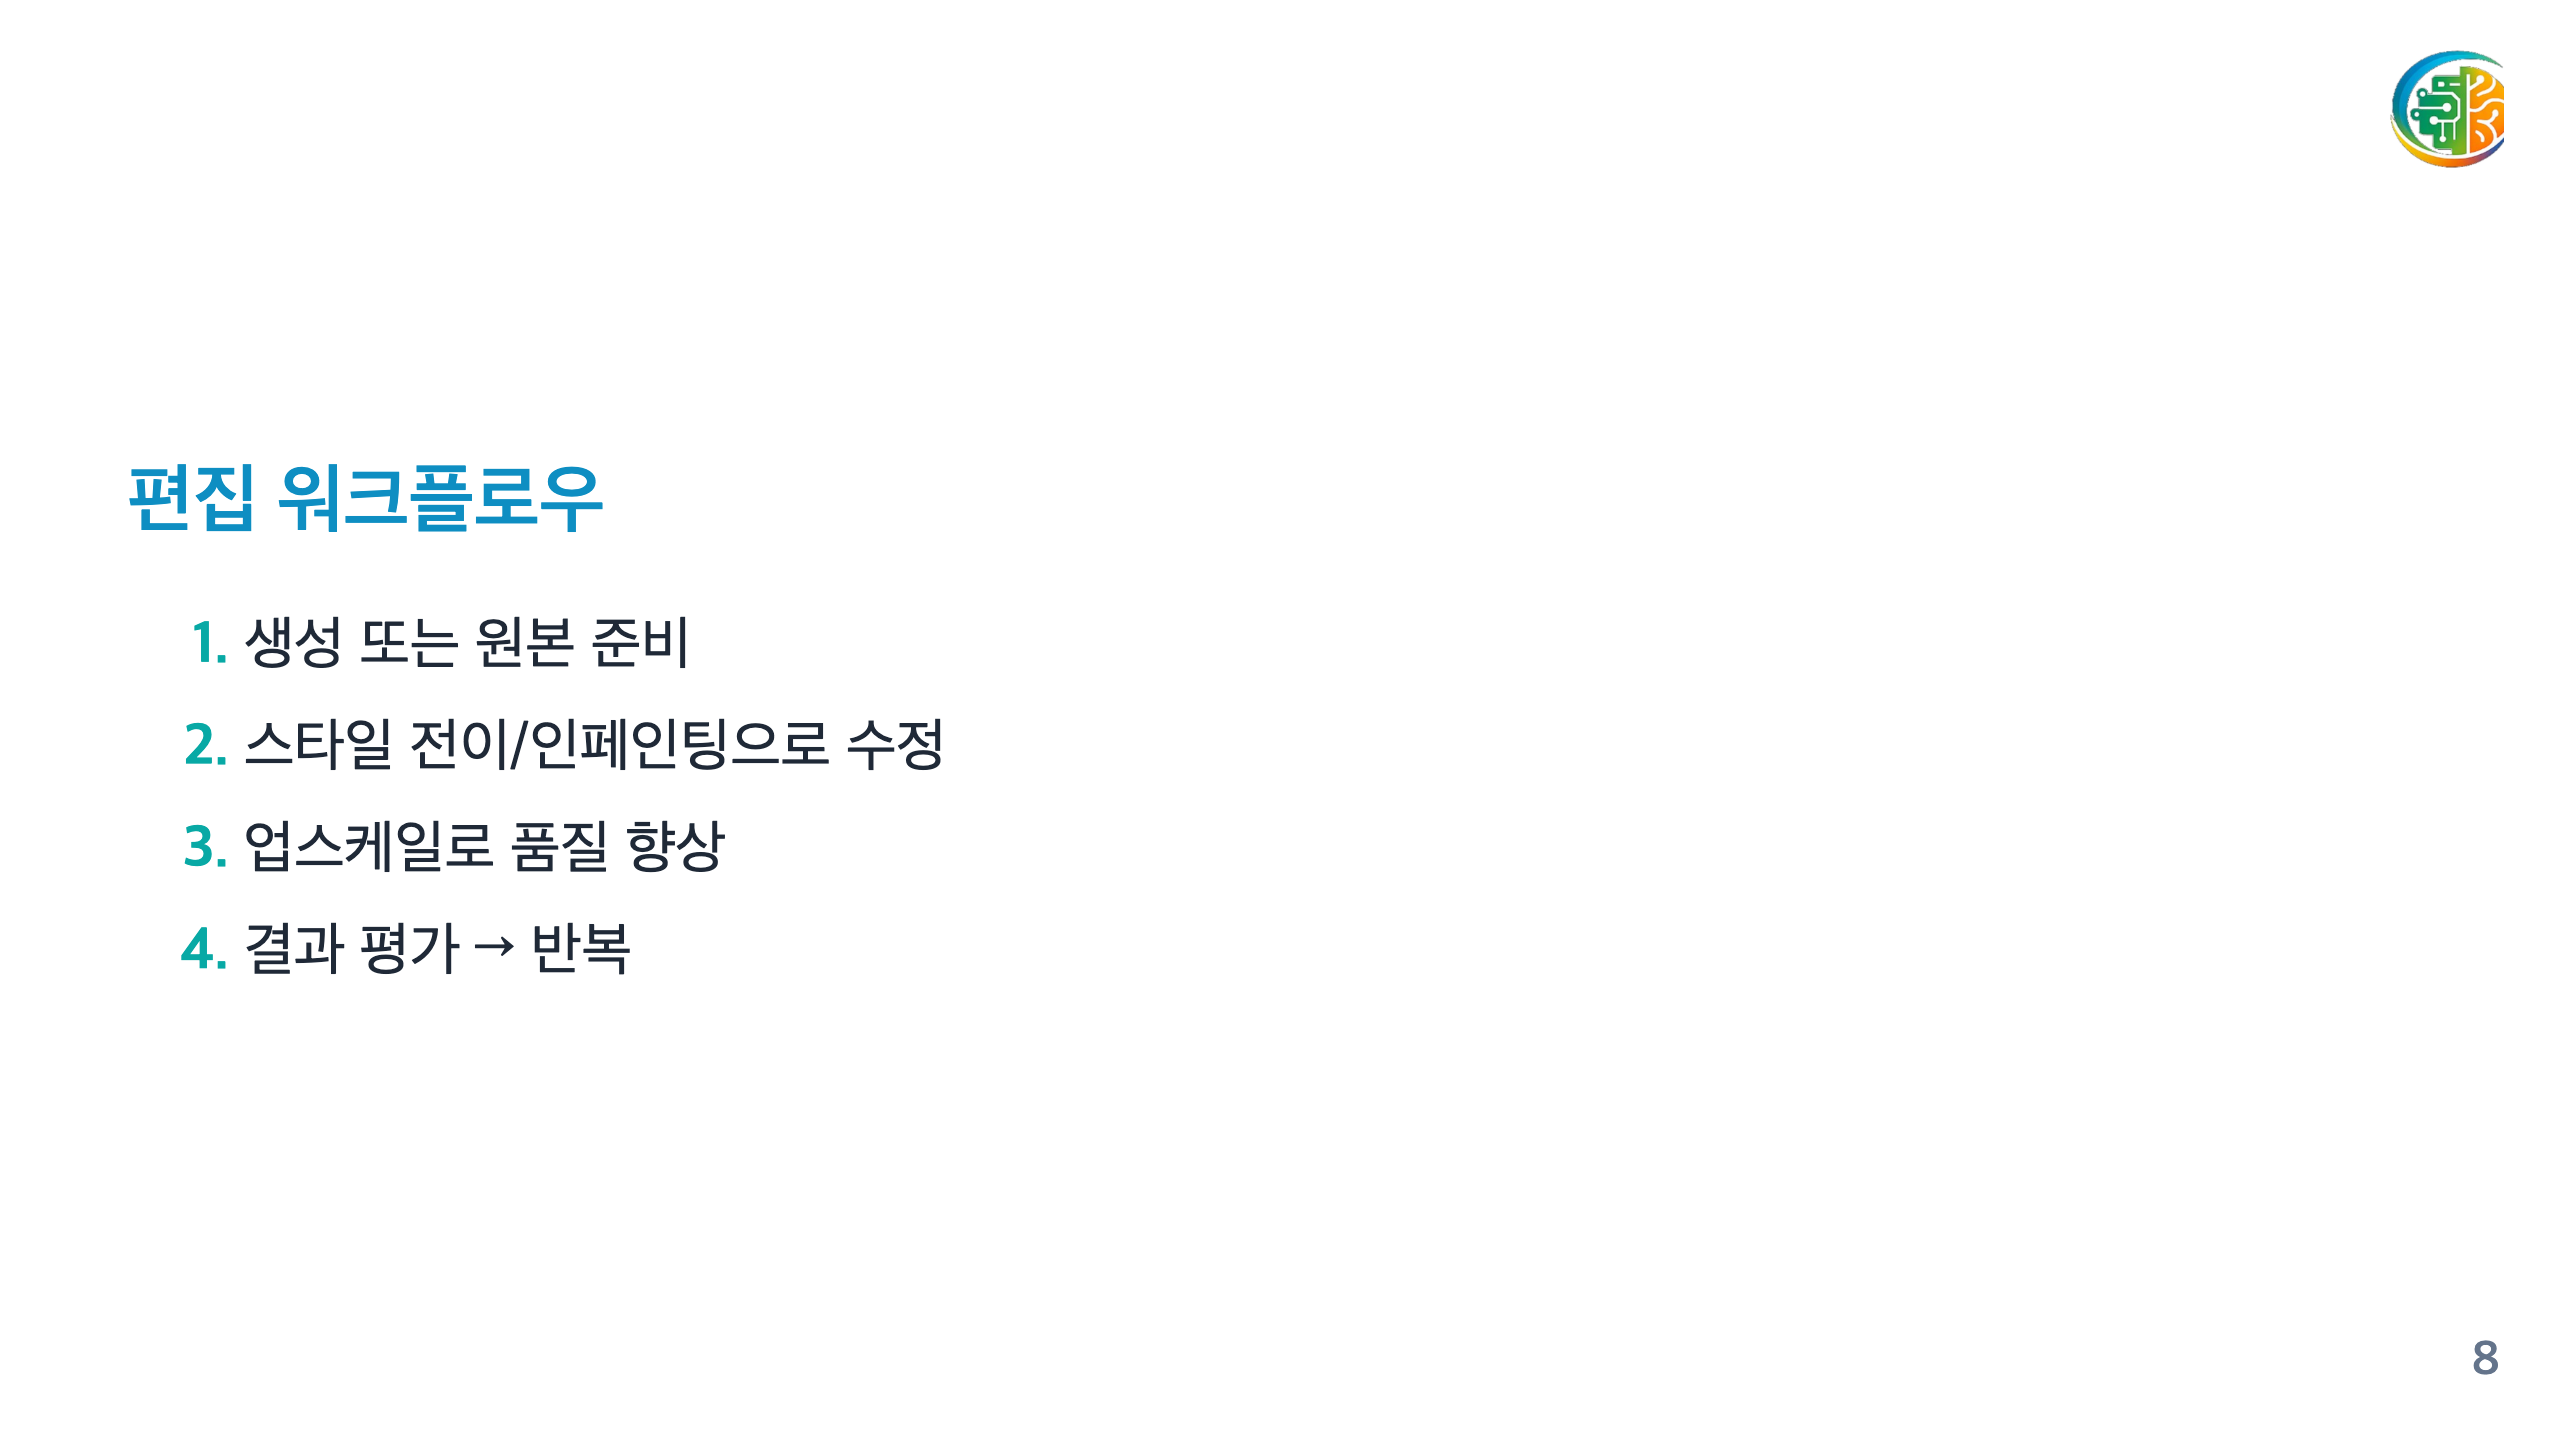 편집 워크플로우
1. 생성 또는 원본 준비
2. 스타일 전이/인페인팅으로 수정
3. 업스케일로 품질 향상
4. 결과 평가 → 반복
8